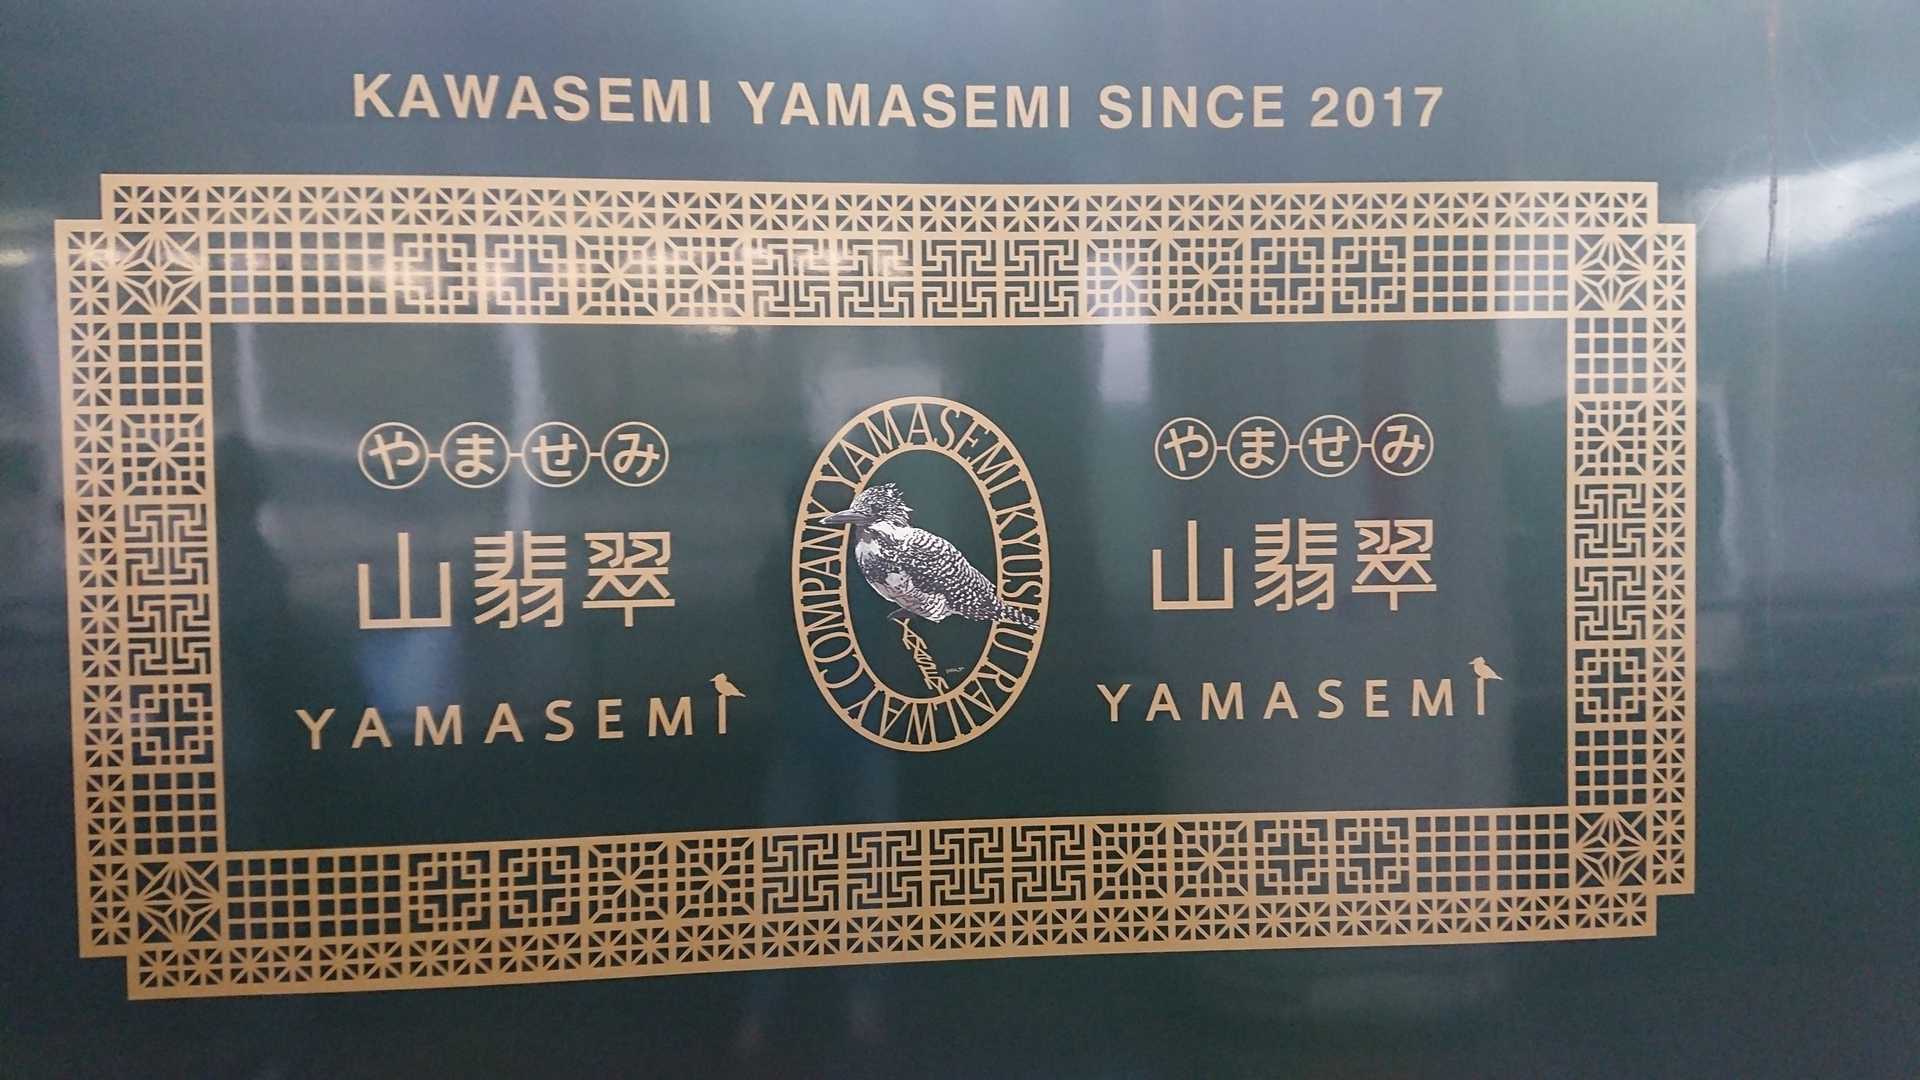 KAWASEMI YAMASEMI SINCE 2017
やませみ
山翡翠
YAMASEMI
YAMASEMI KYUSHU RAILWAY COMPANY
やませみ
山翡翠
YAMASEMI